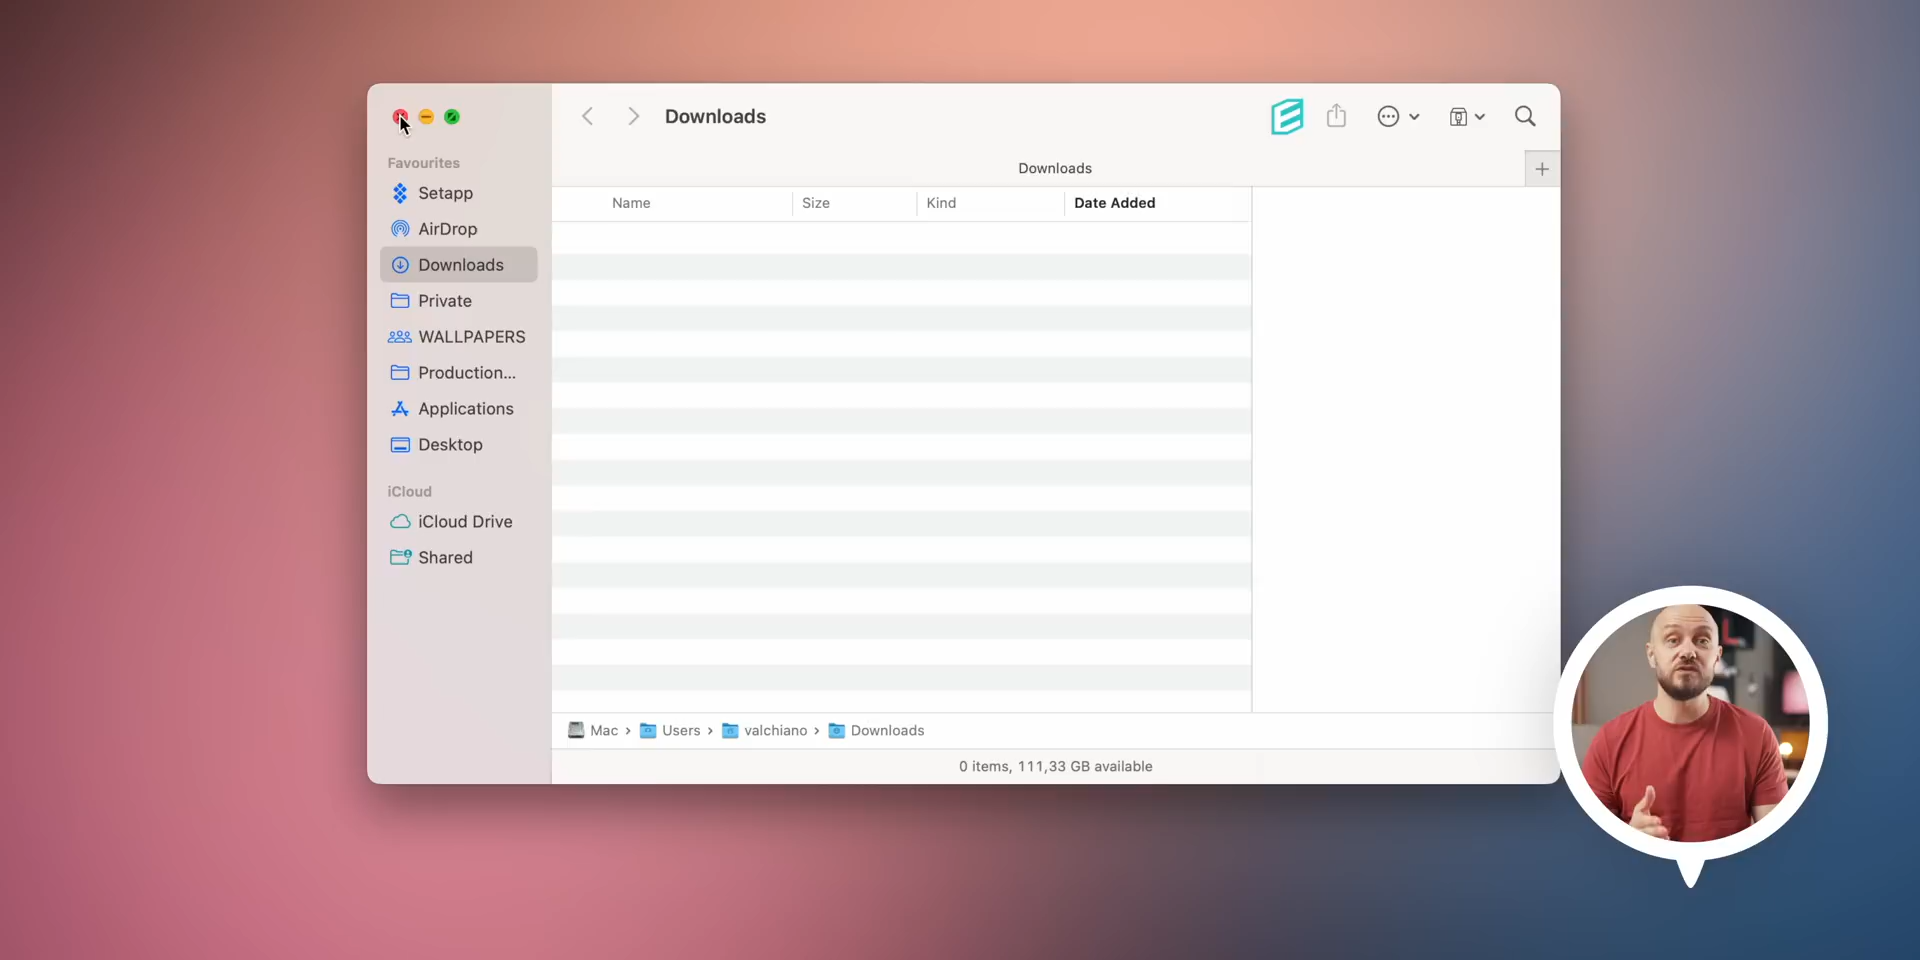 Downloads
Downloads
Favourites
Setapp
AirDrop
Downloads
Private
WALLPAPERS
Production...
Applications
Desktop
iCloud
iCloud Drive
Shared
Name Size Kind Date Added
Mac › Users › valchiano › Downloads
0 items, 111,33 GB available